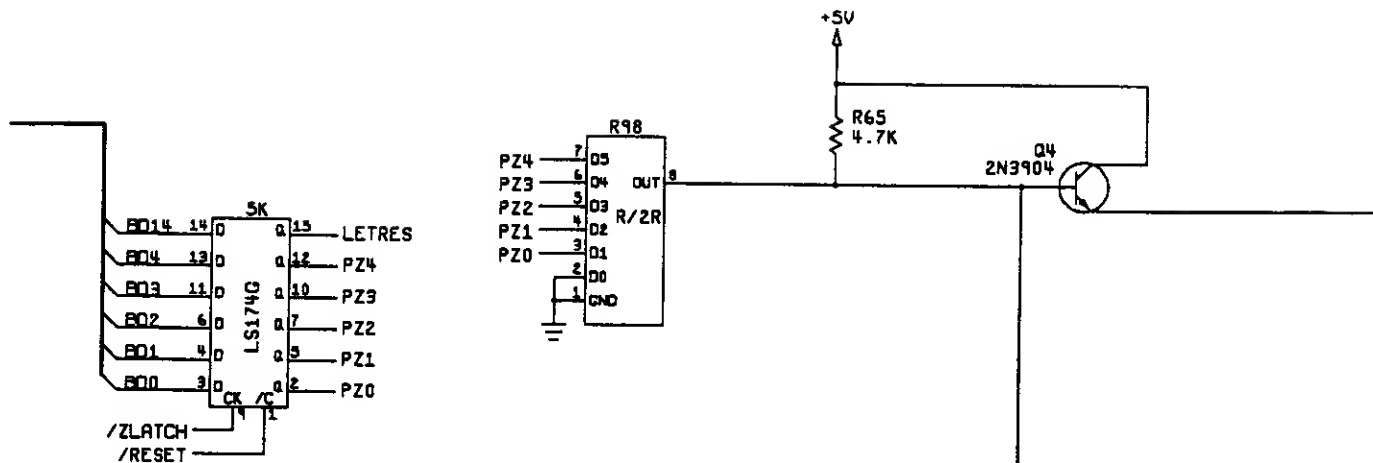 +5V
R65
4.7K
Q4
2N3904
R98
PZ4 7 D5
PZ3 6 D4 OUT 8
PZ2 5 D3
R/2R
PZ1 4 D2
PZ0 3 D1
2 D0
1 GND
5K
BD14 14 D Q 15 LETRES
BD4 13 D Q 12 PZ4
BD3 11 D Q 10 PZ3
LS174G
BD2 6 D Q 7 PZ2
BD1 4 D Q 5 PZ1
BD0 3 D Q 2 PZ0
CK /C
9 1
/ZLATCH
/RESET